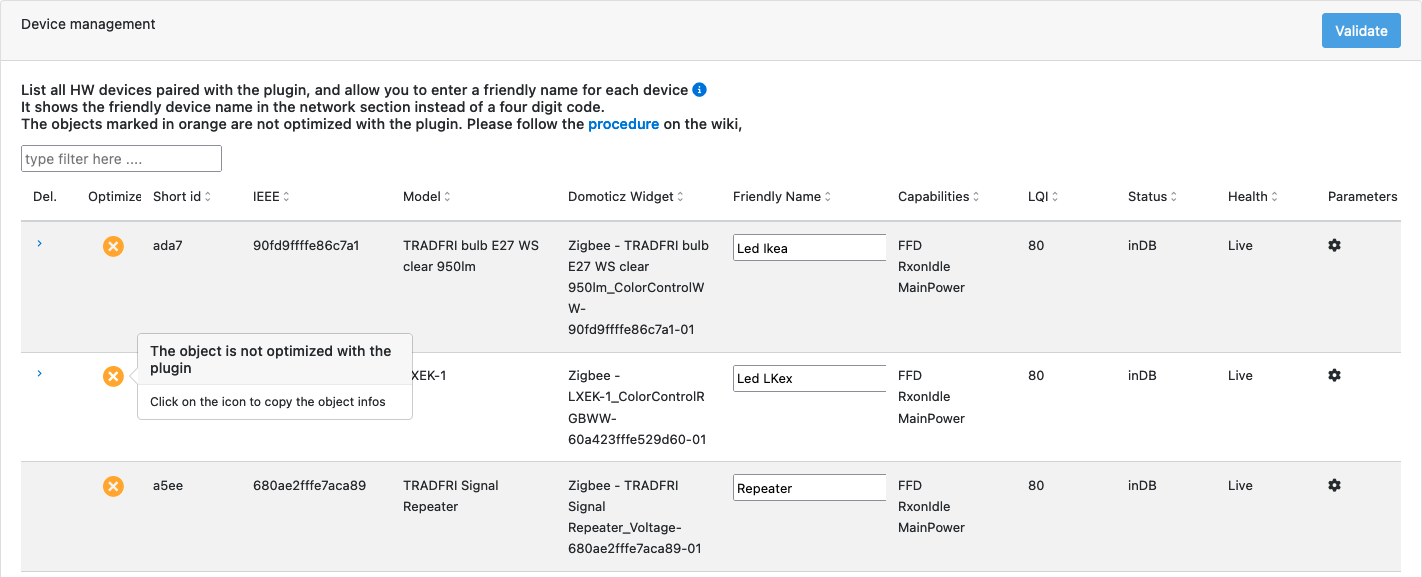 Device management
Validate
List all HW devices paired with the plugin, and allow you to enter a friendly name for each device
It shows the friendly device name in the network section instead of a four digit code.
The objects marked in orange are not optimized with the plugin. Please follow the procedure on the wiki,
type filter here ....
Del. Optimize Short id IEEE Model Domoticz Widget Friendly Name Capabilities LQI Status Health Parameters
ada7 90fd9ffffe86c7a1 TRADFRI bulb E27 WS Zigbee - TRADFRI bulb Led Ikea FFD 80 inDB Live
clear 950lm E27 WS clear RxonIdle
950lm_ColorControlW MainPower
W-
90fd9ffffe86c7a1-01
The object is not optimized with the
plugin
Click on the icon to copy the object infos
XEK-1 Zigbee - Led LKex FFD 80 inDB Live
LXEK-1_ColorControlR RxonIdle
GBWW- MainPower
60a423fffe529d60-01
a5ee 680ae2fffe7aca89 TRADFRI Signal Zigbee - TRADFRI Repeater FFD 80 inDB Live
Repeater Signal RxonIdle
Repeater_Voltage- MainPower
680ae2fffe7aca89-01